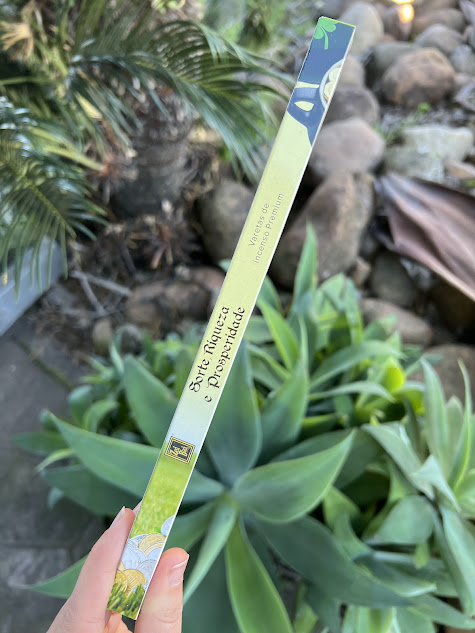 Varetas de
incenso Premium
Sorte Riqueza
e Prosperidade